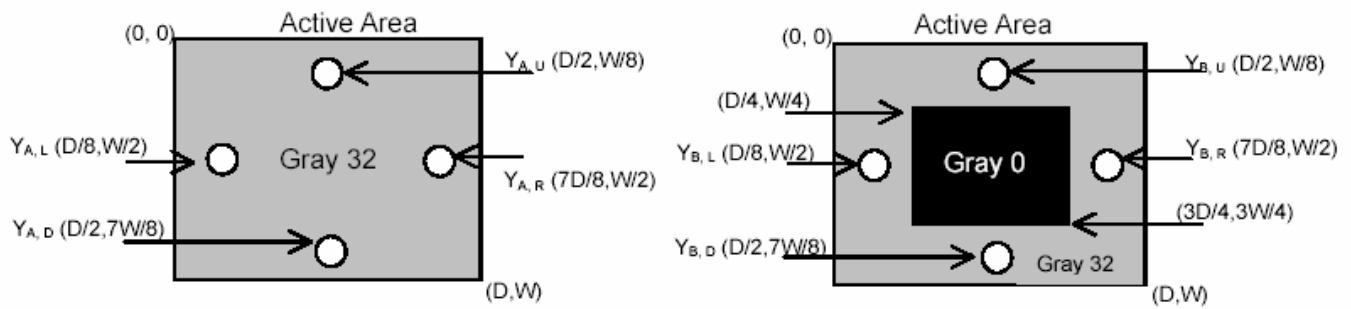 Active Area
(0, 0)
YA, U (D/2,W/8)
YA, L (D/8,W/2)
Gray 32
YA, R (7D/8,W/2)
YA, D (D/2,7W/8)
(D,W)
Active Area
(0, 0)
YB, U (D/2,W/8)
(D/4,W/4)
YB, L (D/8,W/2)
Gray 0
YB, R (7D/8,W/2)
(3D/4,3W/4)
YB, D (D/2,7W/8)
Gray 32
(D,W)